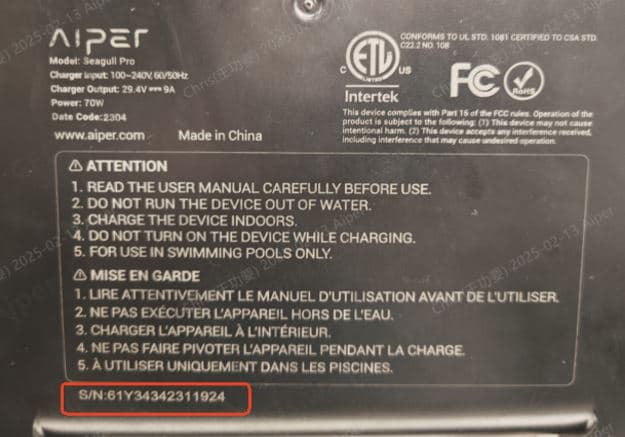 AIPER
Model: Seagull Pro
Charger Input: 100~240V, 60/50Hz
Charger Output: 29.4V⎓9A
Power: 70W
Date Code:2304
www.aiper.com Made in China
ETL
C US
Intertek
CONFORMS TO UL STD. 1081 CERTIFIED TO CSA STD.
C22.2 NO. 108
FC
RoHS
This device complies with Part 15 of the FCC rules. Operation of the
product is subject to the following: (1) This device may not cause
intentional harm. (2) This device accepts any interference received,
including interference that may cause undesired operation.
⚠ ATTENTION
1. READ THE USER MANUAL CAREFULLY BEFORE USE.
2. DO NOT RUN THE DEVICE OUT OF WATER.
3. CHARGE THE DEVICE INDOORS.
4. DO NOT TURN ON THE DEVICE WHILE CHARGING.
5. FOR USE IN SWIMMING POOLS ONLY.
⚠ MISE EN GARDE
1. LIRE ATTENTIVEMENT LE MANUEL D'UTILISATION AVANT DE L'UTILISER.
2. NE PAS EXÉCUTER L'APPAREIL HORS DE L'EAU.
3. CHARGER L'APPAREIL À L'INTÉRIEUR.
4. NE PAS FAIRE PIVOTER L'APPAREIL PENDANT LA CHARGE.
5. À UTILISER UNIQUEMENT DANS LES PISCINES.
S/N:61Y34342311924